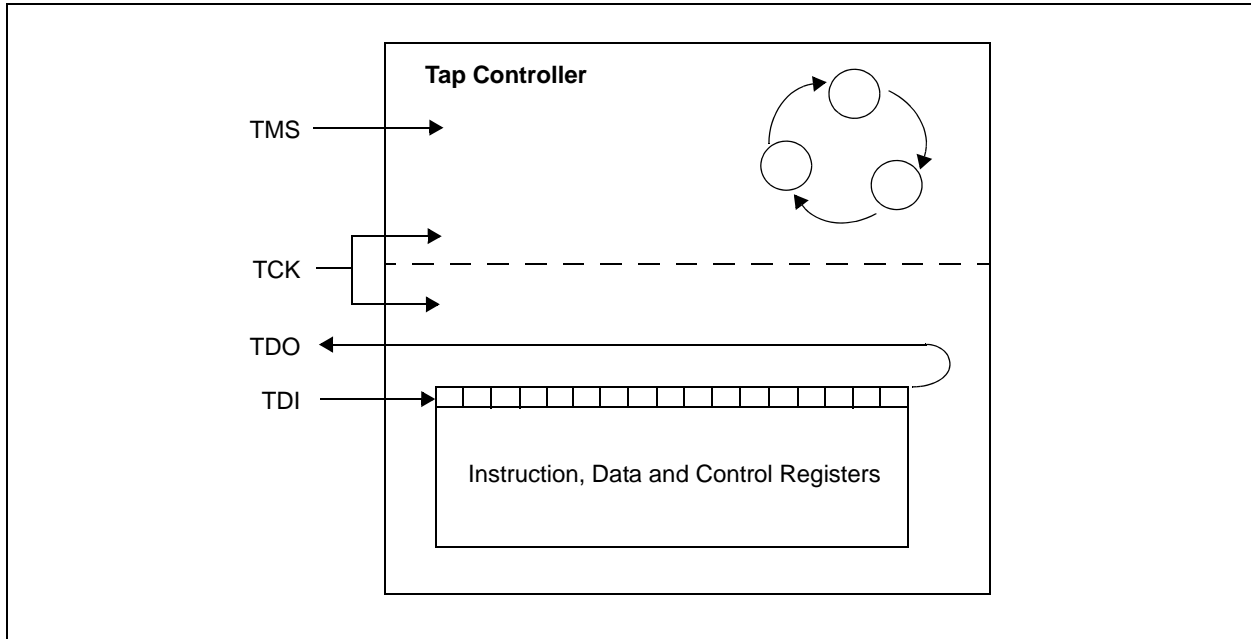 Tap Controller
TMS
TCK
TDO
TDI
Instruction, Data and Control Registers